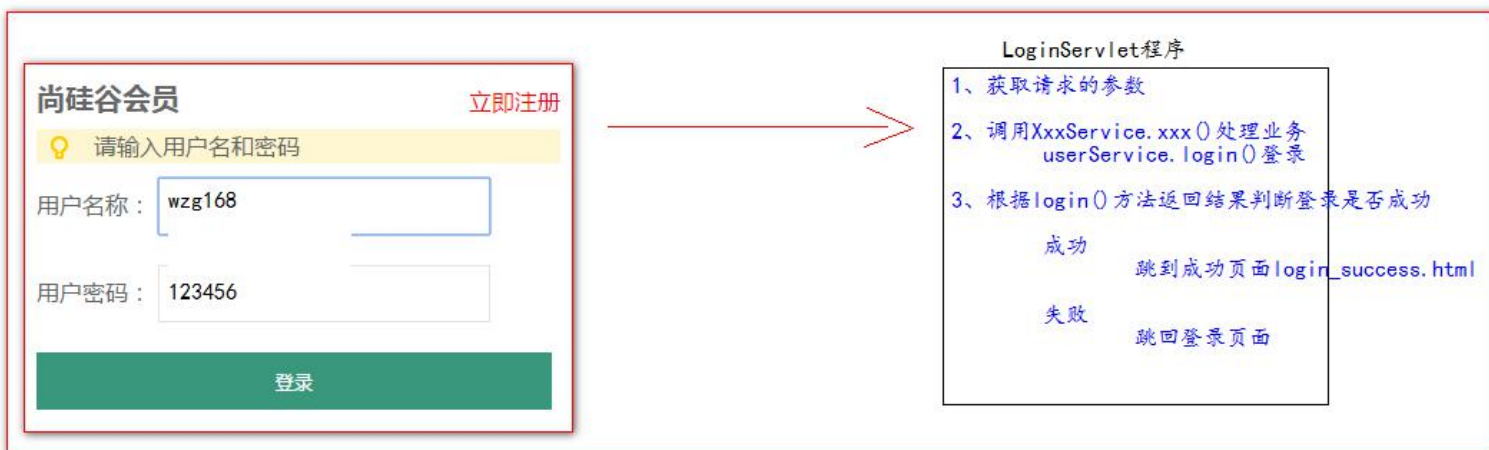 尚硅谷会员
立即注册
请输入用户名和密码
用户名称：
wzg168
用户密码：
123456
登录
LoginServlet程序
1、获取请求的参数
2、调用XxxService.xxx()处理业务
userService.login()登录
3、根据login()方法返回结果判断登录是否成功
成功
跳到成功页面login_success.html
失败
跳回登录页面